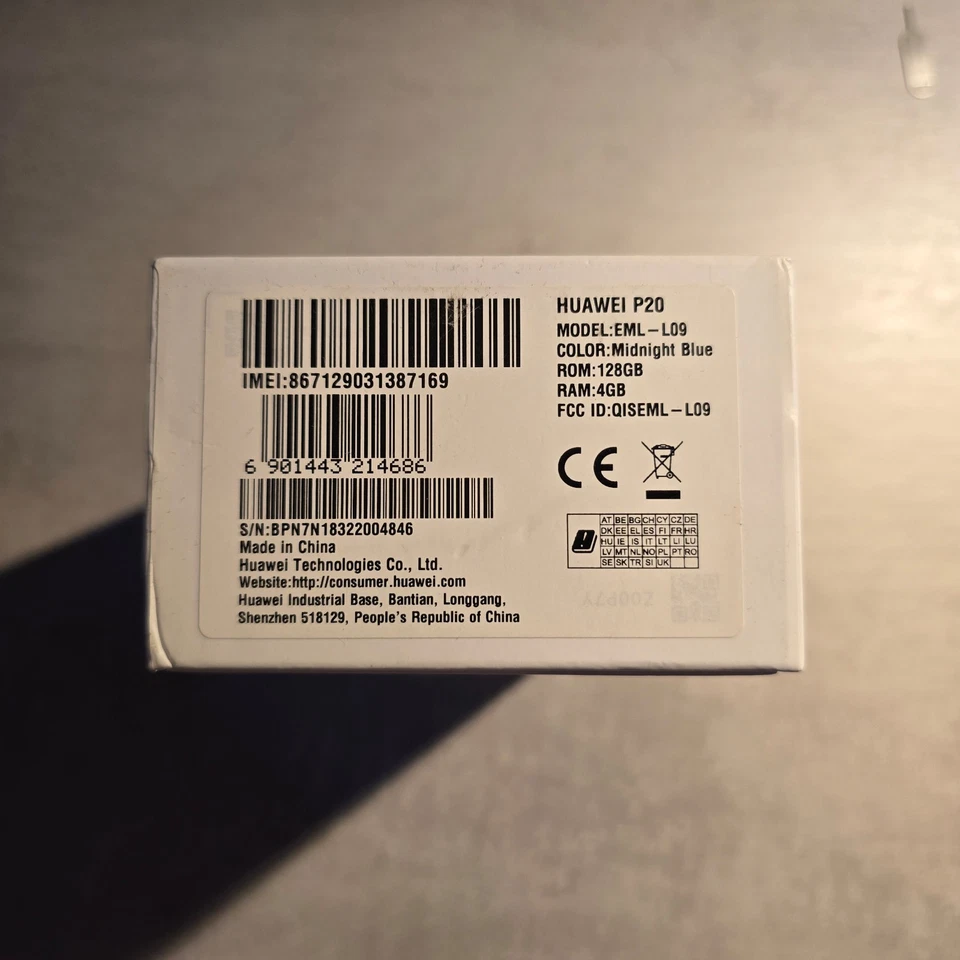 IMEI:867129031387169
6 901443 214686
S/N:BPN7N18322004846
Made in China
Huawei Technologies Co., Ltd.
Website:http://consumer.huawei.com
Huawei Industrial Base, Bantian, Longgang,
Shenzhen 518129, People's Republic of China
HUAWEI P20
MODEL:EML-L09
COLOR:Midnight Blue
ROM:128GB
RAM:4GB
FCC ID:QISEML-L09
CE
AT BE BG CH CY CZ DE
DK EE EL ES FI FR HR
HU IE IS IT LT LI LU
LV MT NL NO PL PT RO
SE SK TR SI UK